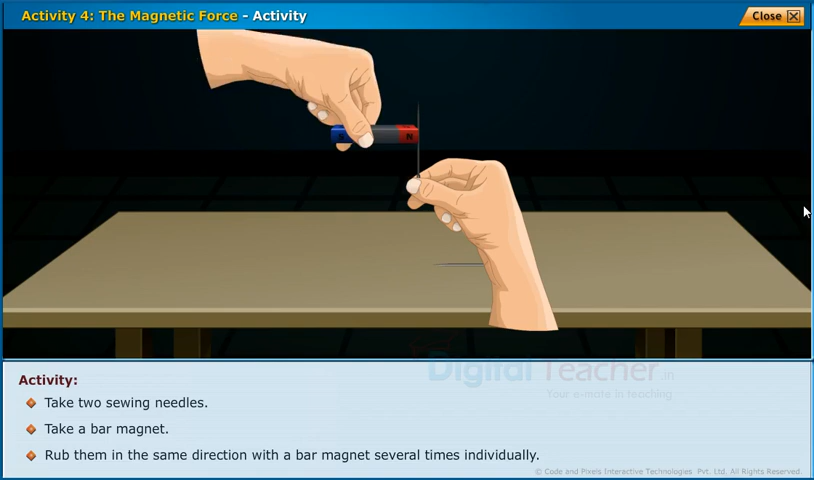 Activity 4: The Magnetic Force - Activity
Close
S
N
Activity:
Take two sewing needles.
Take a bar magnet.
Rub them in the same direction with a bar magnet several times individually.
Digital Teacher.in
Your e-mate in teaching
© Code and Pixels Interactive Technologies Pvt. Ltd. All Rights Reserved.